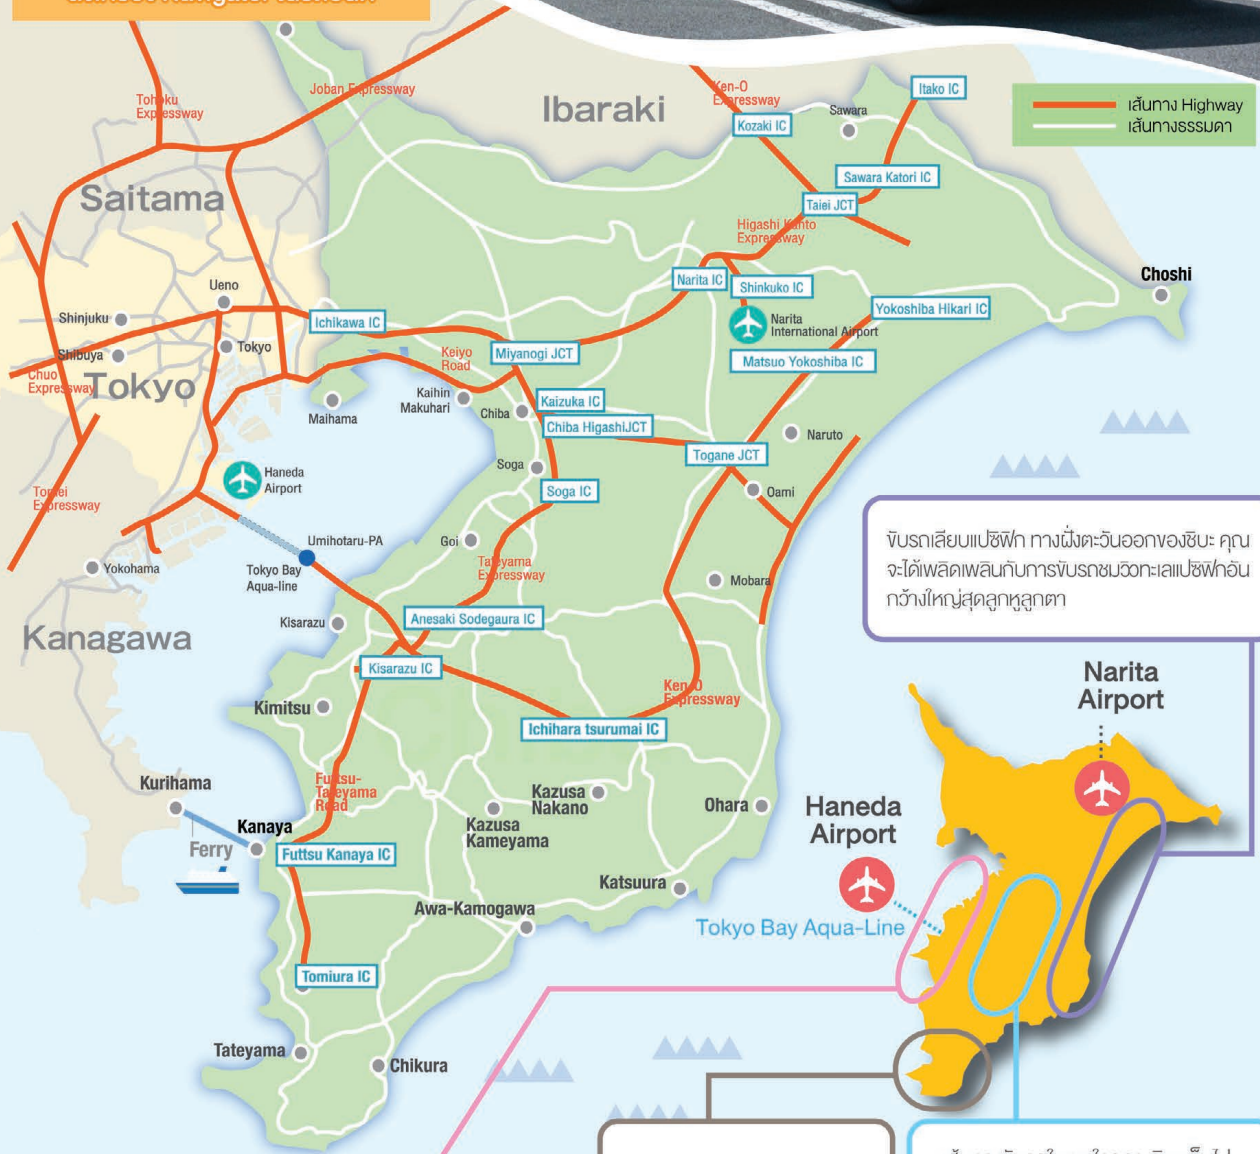 Tohoku
Expressway
Joban Expressway
Ibaraki
Ken-O
Expressway
Kozaki IC
Sawara
Itako IC
เส้นทาง Highway
เส้นทางธรรมดา
Saitama
Sawara Katori IC
Taiei JCT
Higashi Kanto
Expressway
Narita IC
Shinkuko IC
Choshi
Ueno
Shinjuku
Ichikawa IC
Narita
International Airport
Yokoshiba Hikari IC
Shibuya
Tokyo
Keiyo
Road
Miyanogi JCT
Matsuo Yokoshiba IC
Chuo
Expressway
Tokyo
Maihama
Kaihin
Makuhari
Chiba
Kaizuka IC
Chiba HigashiJCT
Naruto
Togane JCT
Haneda
Airport
Soga
Soga IC
Oami
Tomei
Expressway
Umihotaru-PA
Goi
Tateyama
Expressway
Yokohama
Tokyo Bay
Aqua-line
Mobara
ขับรถเลียบแปซิฟิก ทางฝั่งตะวันออกของชิบะ คุณ
จะได้เพลิดเพลินกับการขับรถชมวิวทะเลแปซิฟิกอัน
กว้างใหญ่สุดลูกหูลูกตา
Kisarazu
Anesaki Sodegaura IC
Kanagawa
Kisarazu IC
Ken-O
Expressway
Kimitsu
Ichihara tsurumai IC
Narita
Airport
Kurihama
Futtsu-
Tateyama
Road
Kazusa
Nakano
Ohara
Haneda
Airport
Kanaya
Kazusa
Kameyama
Ferry
Futtsu Kanaya IC
Katsuura
Awa-Kamogawa
Tokyo Bay Aqua-Line
Tomiura IC
Tateyama
Chikura